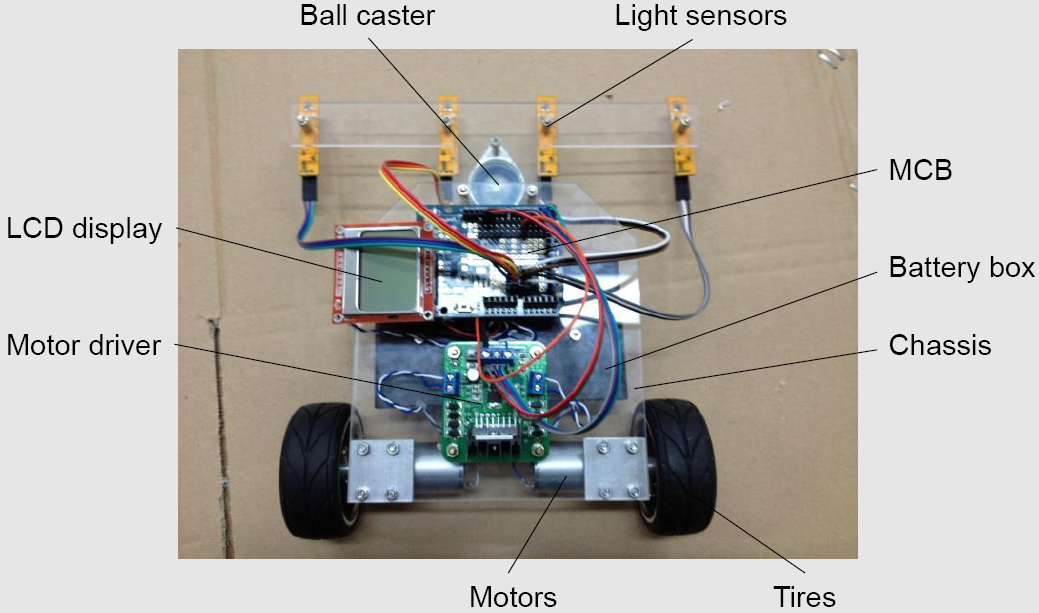 Ball caster
Light sensors
MCB
LCD display
Battery box
Motor driver
Chassis
Motors
Tires